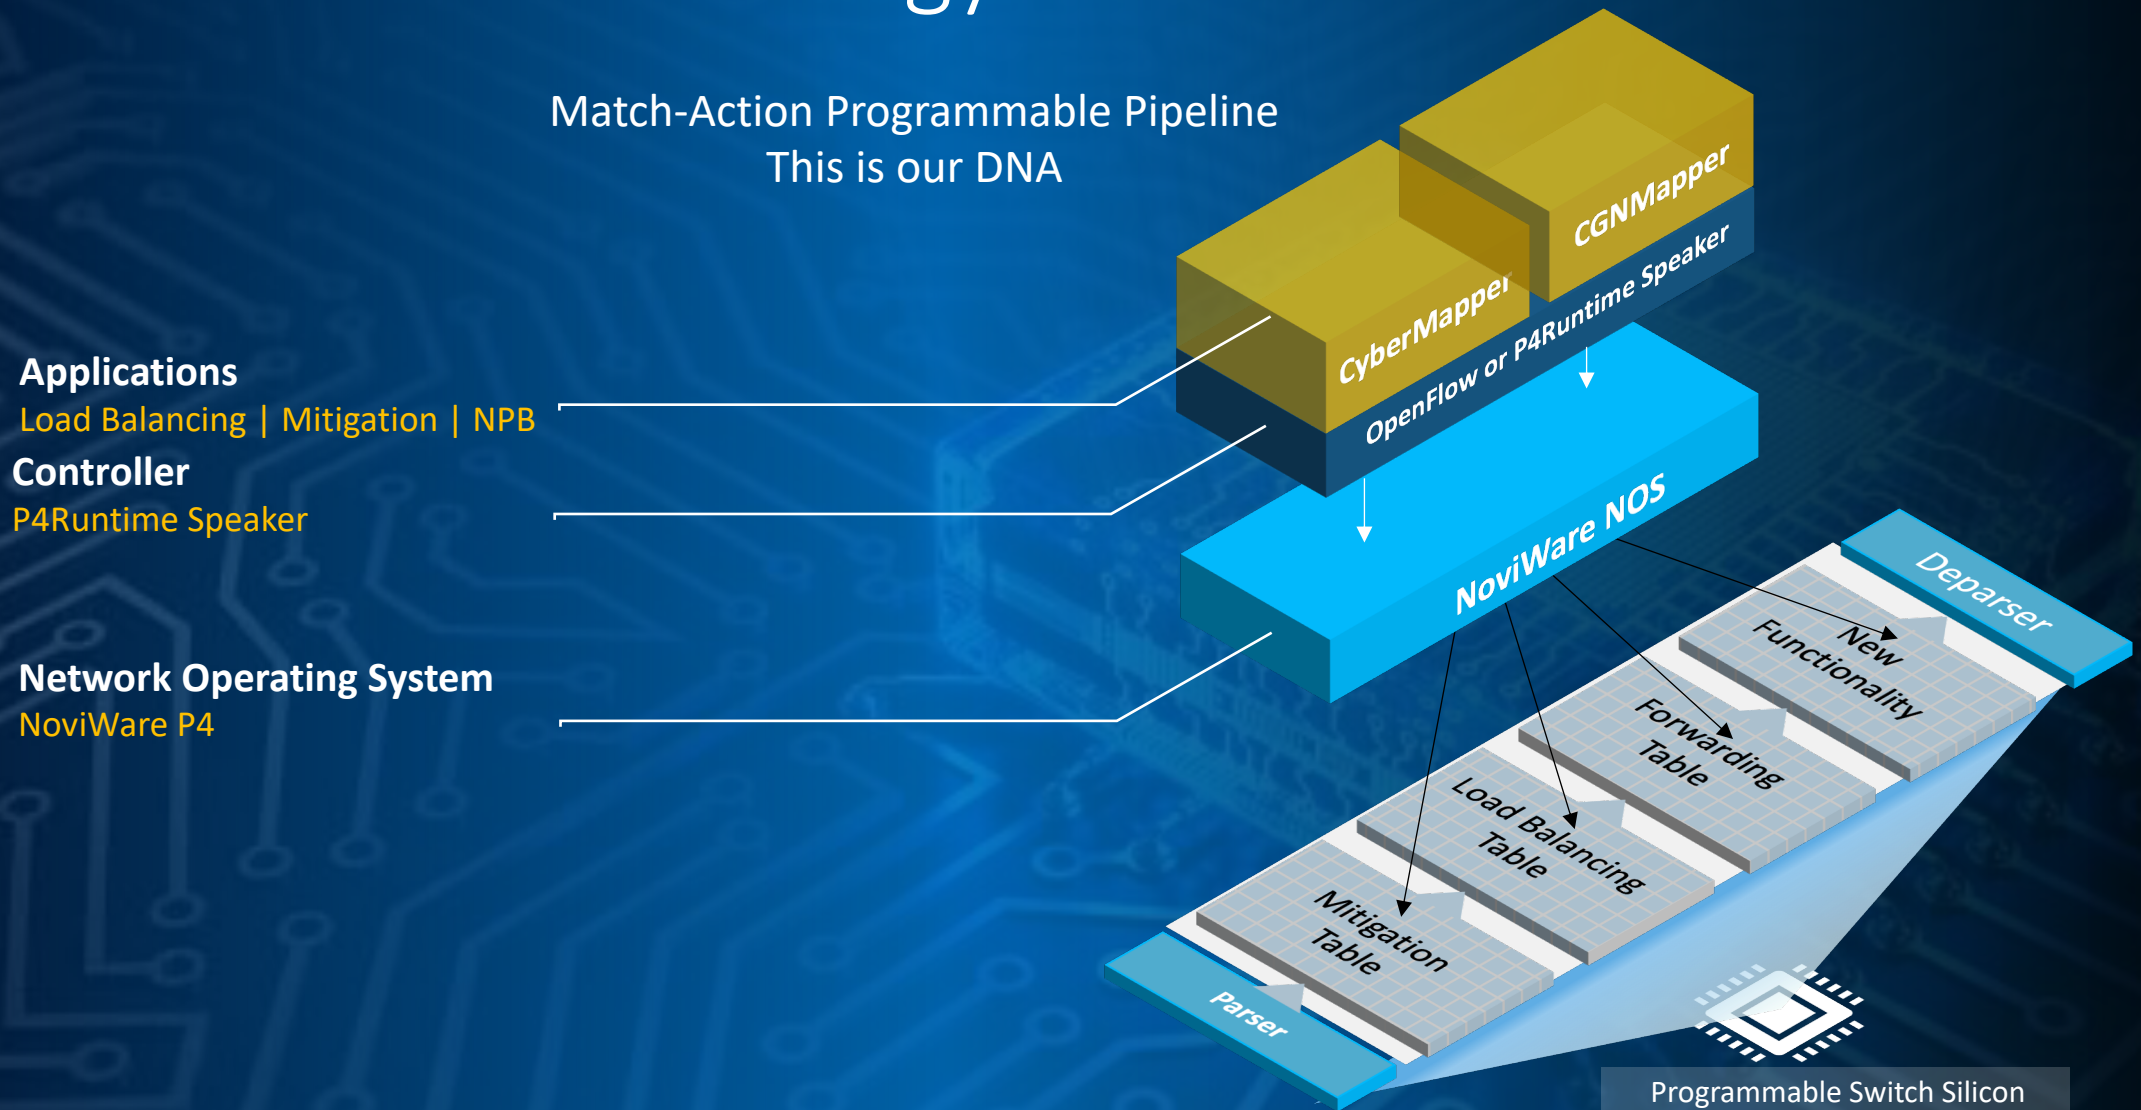 Match-Action Programmable Pipeline
This is our DNA
CGNMapper
CyberMapper
OpenFlow or P4Runtime Speaker
Applications
Load Balancing | Mitigation | NPB
Controller
P4Runtime Speaker
NoviWare NOS
Network Operating System
NoviWare P4
Deparser
New
Functionality
Forwarding
Table
Load Balancing
Table
Mitigation
Table
Parser
Programmable Switch Silicon